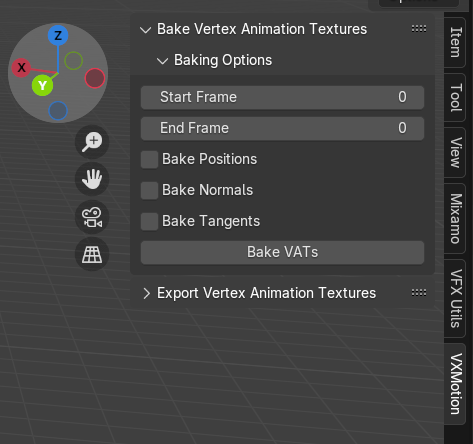 Bake Vertex Animation Textures
Baking Options
Start Frame 0
End Frame 0
Bake Positions
Bake Normals
Bake Tangents
Bake VATs
Export Vertex Animation Textures
Z
X
Y
Item
Tool
View
Mixamo
VFX Utils
VXMotion